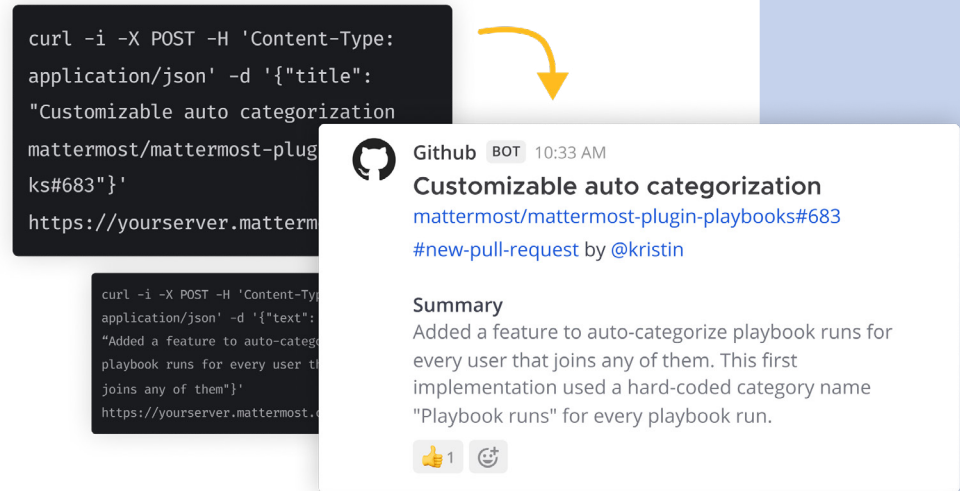 curl -i -X POST -H 'Content-Type:
application/json' -d '{"title":
"Customizable auto categorization
mattermost/mattermost-plug
ks#683"}'
https://yourserver.matterm
Github BOT 10:33 AM
Customizable auto categorization
mattermost/mattermost-plugin-playbooks#683
#new-pull-request by @kristin
Summary
Added a feature to auto-categorize playbook runs for
every user that joins any of them. This first
implementation used a hard-coded category name
"Playbook runs" for every playbook run.
1
curl -i -X POST -H 'Content-Typ
application/json' -d '{"text":
“Added a feature to auto-catego
playbook runs for every user th
joins any of them"}'
https://yourserver.mattermost.